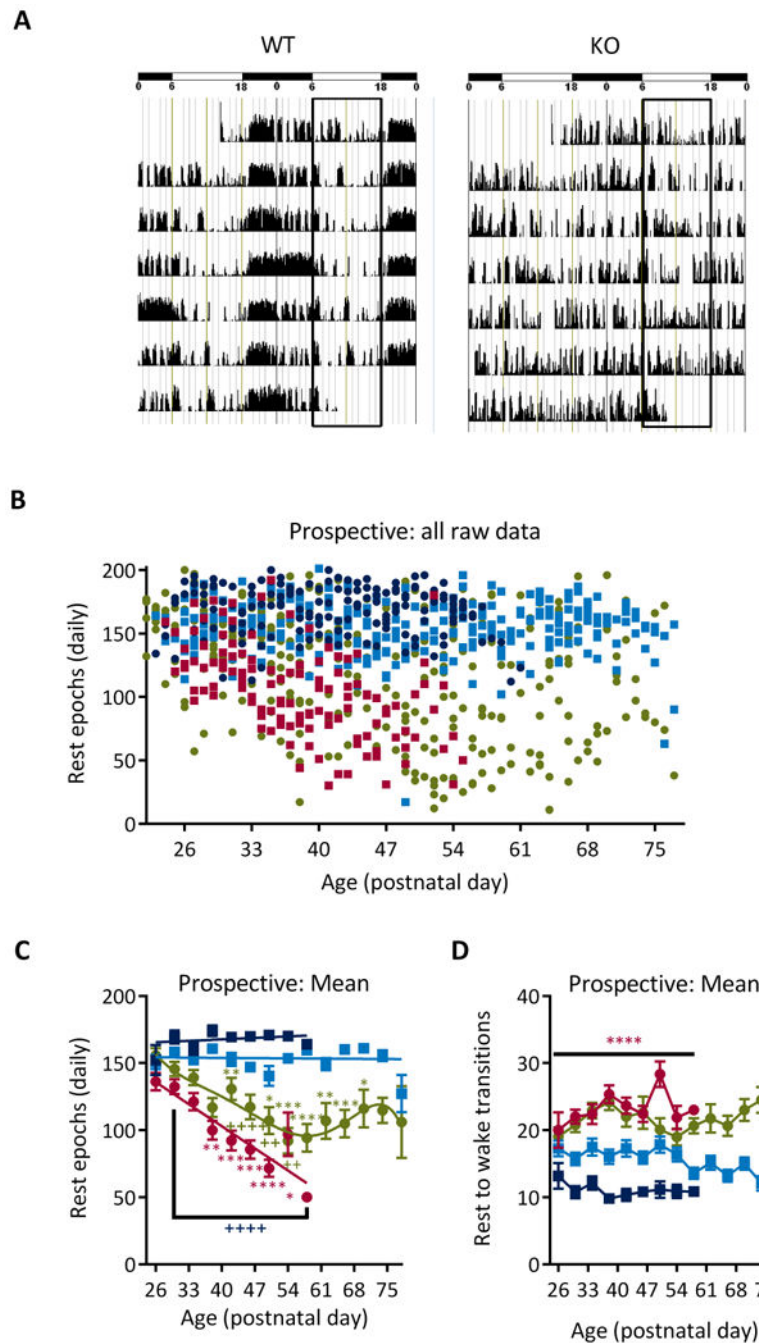 A
WT KO
0 6 18 0 6 18 0 0 6 18 0 6 18 0
B
Prospective: all raw data
Rest epochs (daily)
200
150
100
50
0
26 33 40 47 54 61 68 75
Age (postnatal day)
C
Prospective: Mean
Rest epochs (daily)
200
150
100
50
0
** * *** **** ** *** *
++++ ++ ++
** *** *** **** *
++++
26 33 40 47 54 61 68 75
Age (postnatal day)
D
Prospective: Mean
Rest to wake transitions
40
30
20
10
0
****
26 33 40 47 54 61 68
Age (postnatal day)